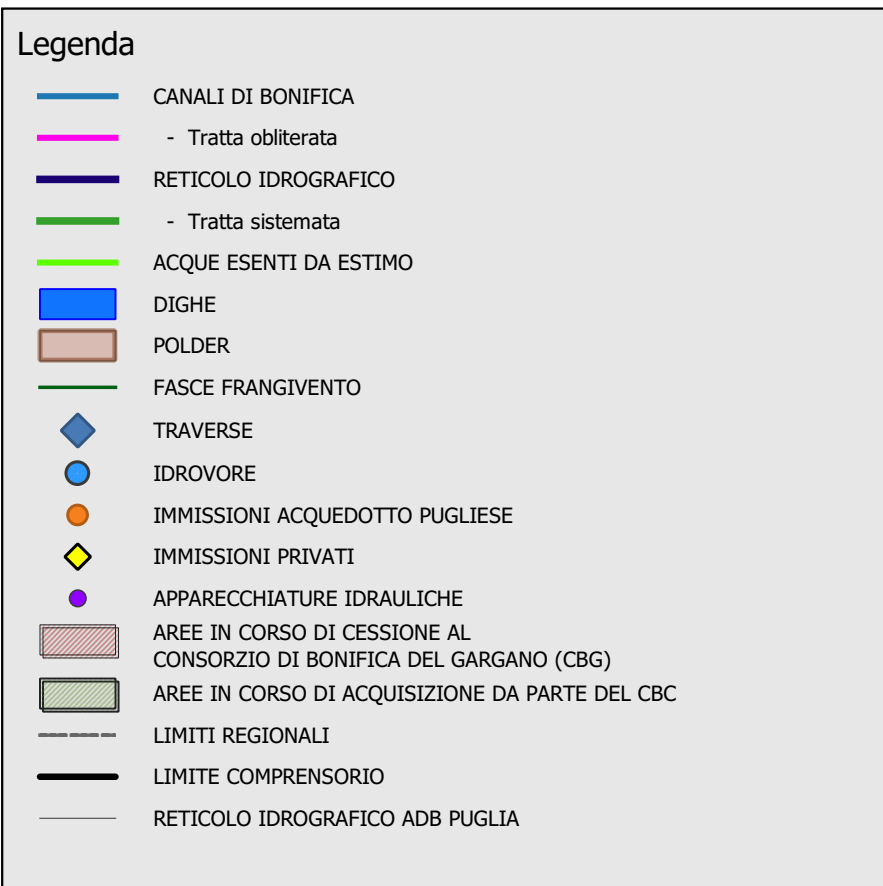 Legenda
CANALI DI BONIFICA
- Tratta obliterata
RETICOLO IDROGRAFICO
- Tratta sistemata
ACQUE ESENTI DA ESTIMO
DIGHE
POLDER
FASCE FRANGIVENTO
TRAVERSE
IDROVORE
IMMISSIONI ACQUEDOTTO PUGLIESE
IMMISSIONI PRIVATI
APPARECCHIATURE IDRAULICHE
AREE IN CORSO DI CESSIONE AL
CONSORZIO DI BONIFICA DEL GARGANO (CBG)
AREE IN CORSO DI ACQUISIZIONE DA PARTE DEL CBC
LIMITI REGIONALI
LIMITE COMPRENSORIO
RETICOLO IDROGRAFICO ADB PUGLIA